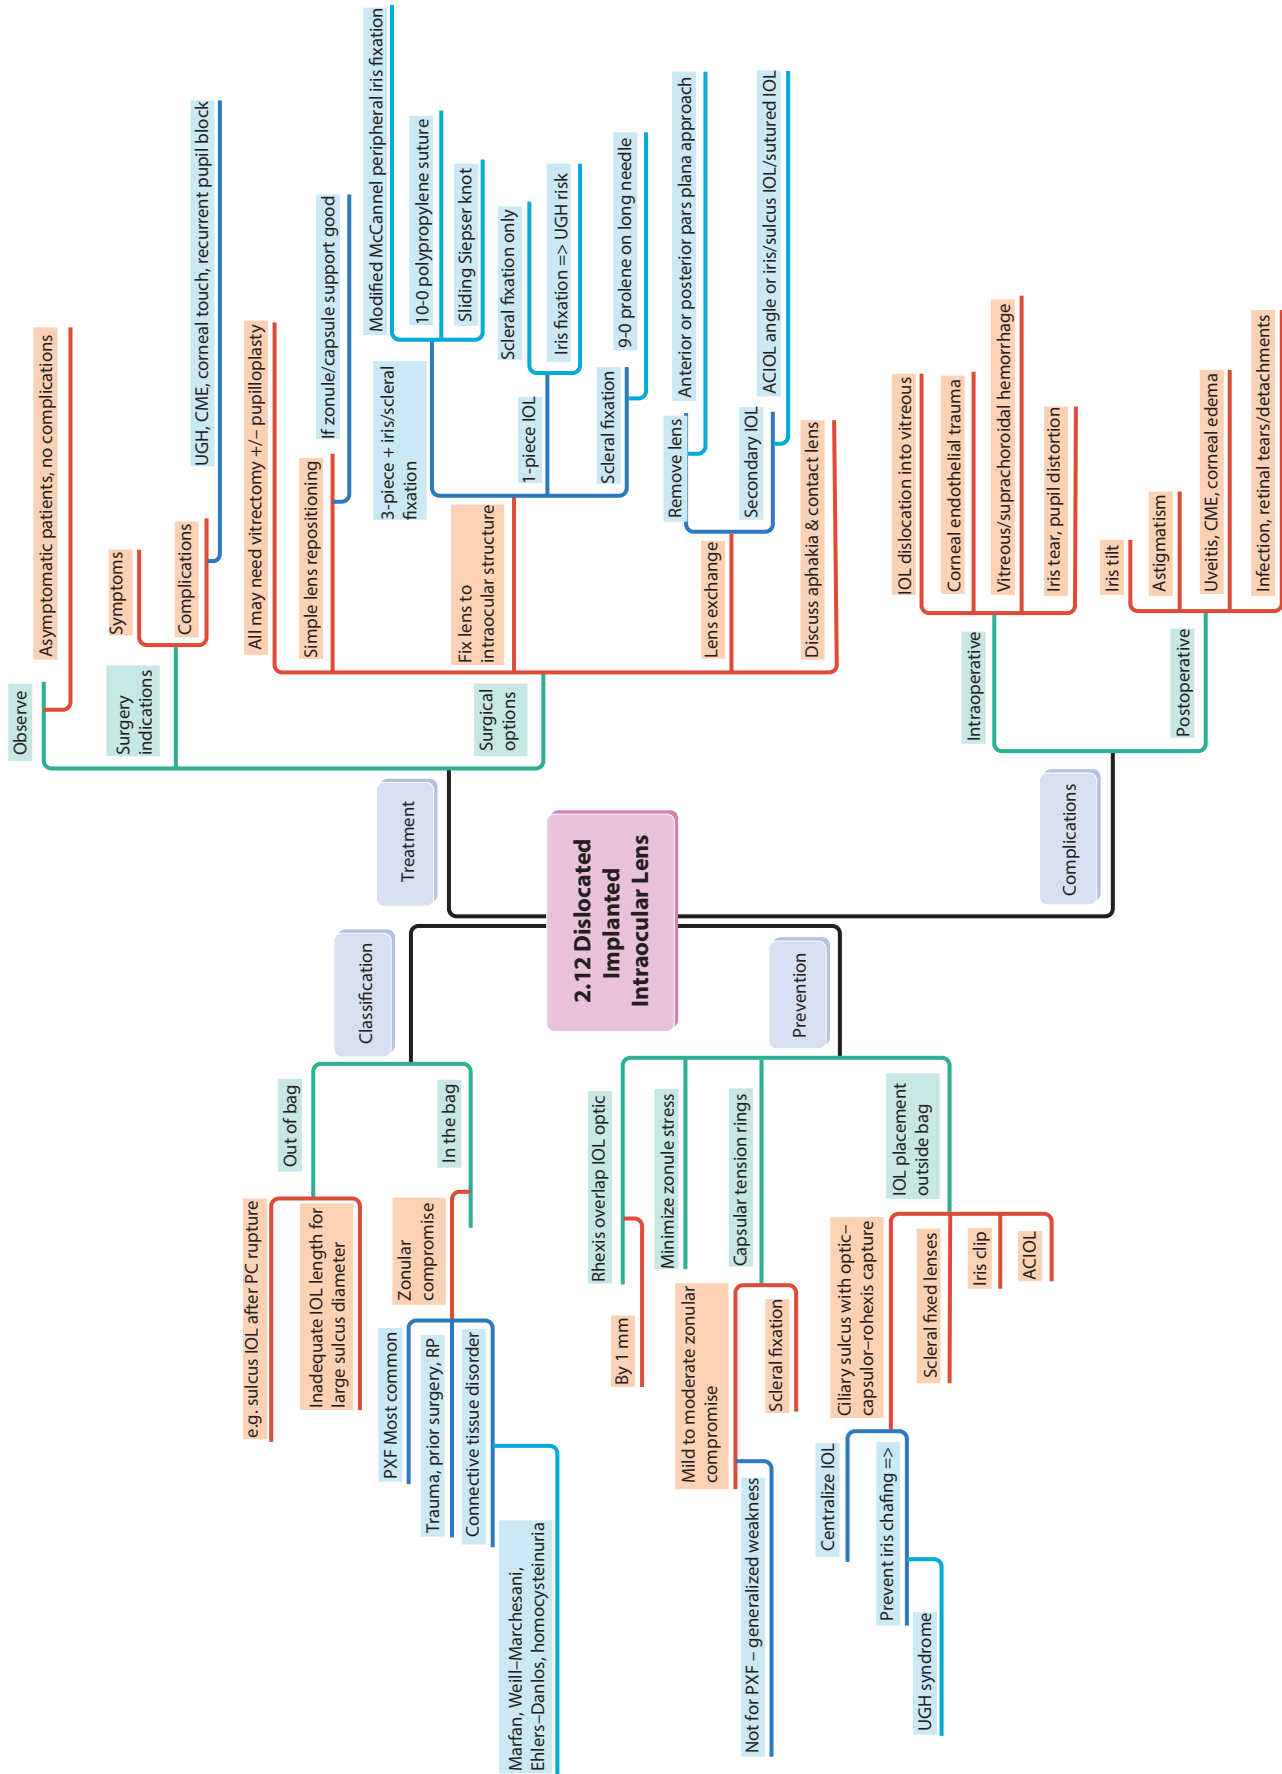 2.12 Dislocated
Implanted
Intraocular Lens
Classification
Out of bag
e.g. sulcus IOL after PC rupture
Inadequate IOL length for
large sulcus diameter
In the bag
Zonular
compromise
PXF Most common
Trauma, prior surgery, RP
Connective tissue disorder
Marfan, Weill–Marchesani,
Ehlers–Danlos, homocysteinuria
Prevention
Rhexis overlap IOL optic
By 1 mm
Minimize zonule stress
Capsular tension rings
Mild to moderate zonular
compromise
Not for PXF – generalized weakness
Scleral fixation
IOL placement
outside bag
Ciliary sulcus with optic–
capsulor–rohexis capture
Centralize IOL
Prevent iris chafing =>
UGH syndrome
Scleral fixed lenses
Iris clip
ACIOL
Treatment
Observe
Asymptomatic patients, no complications
Surgery
indications
Symptoms
Complications
UGH, CME, corneal touch, recurrent pupil block
Surgical
options
All may need vitrectomy +/– pupilloplasty
Simple lens repositioning
If zonule/capsule support good
Fix lens to
intraocular structure
3-piece + iris/scleral
fixation
Modified McCannel peripheral iris fixation
10-0 polypropylene suture
Sliding Siepser knot
1-piece IOL
Scleral fixation only
Iris fixation => UGH risk
Scleral fixation
9-0 prolene on long needle
Lens exchange
Remove lens
Anterior or posterior pars plana approach
Secondary IOL
ACIOL angle or iris/sulcus IOL/sutured IOL
Discuss aphakia & contact lens
Complications
Intraoperative
IOL dislocation into vitreous
Corneal endothelial trauma
Vitreous/suprachoroidal hemorrhage
Iris tear, pupil distortion
Postoperative
Iris tilt
Astigmatism
Uveitis, CME, corneal edema
Infection, retinal tears/detachments